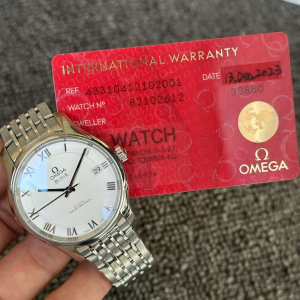 INTERNATIONAL WARRANTY
REF. 43310412102001
DATE 13.Dec.2023
WATCH Nº 82102612
30880
JEWELLER
WATCH
Ω
OMEGA
Ω
OMEGA